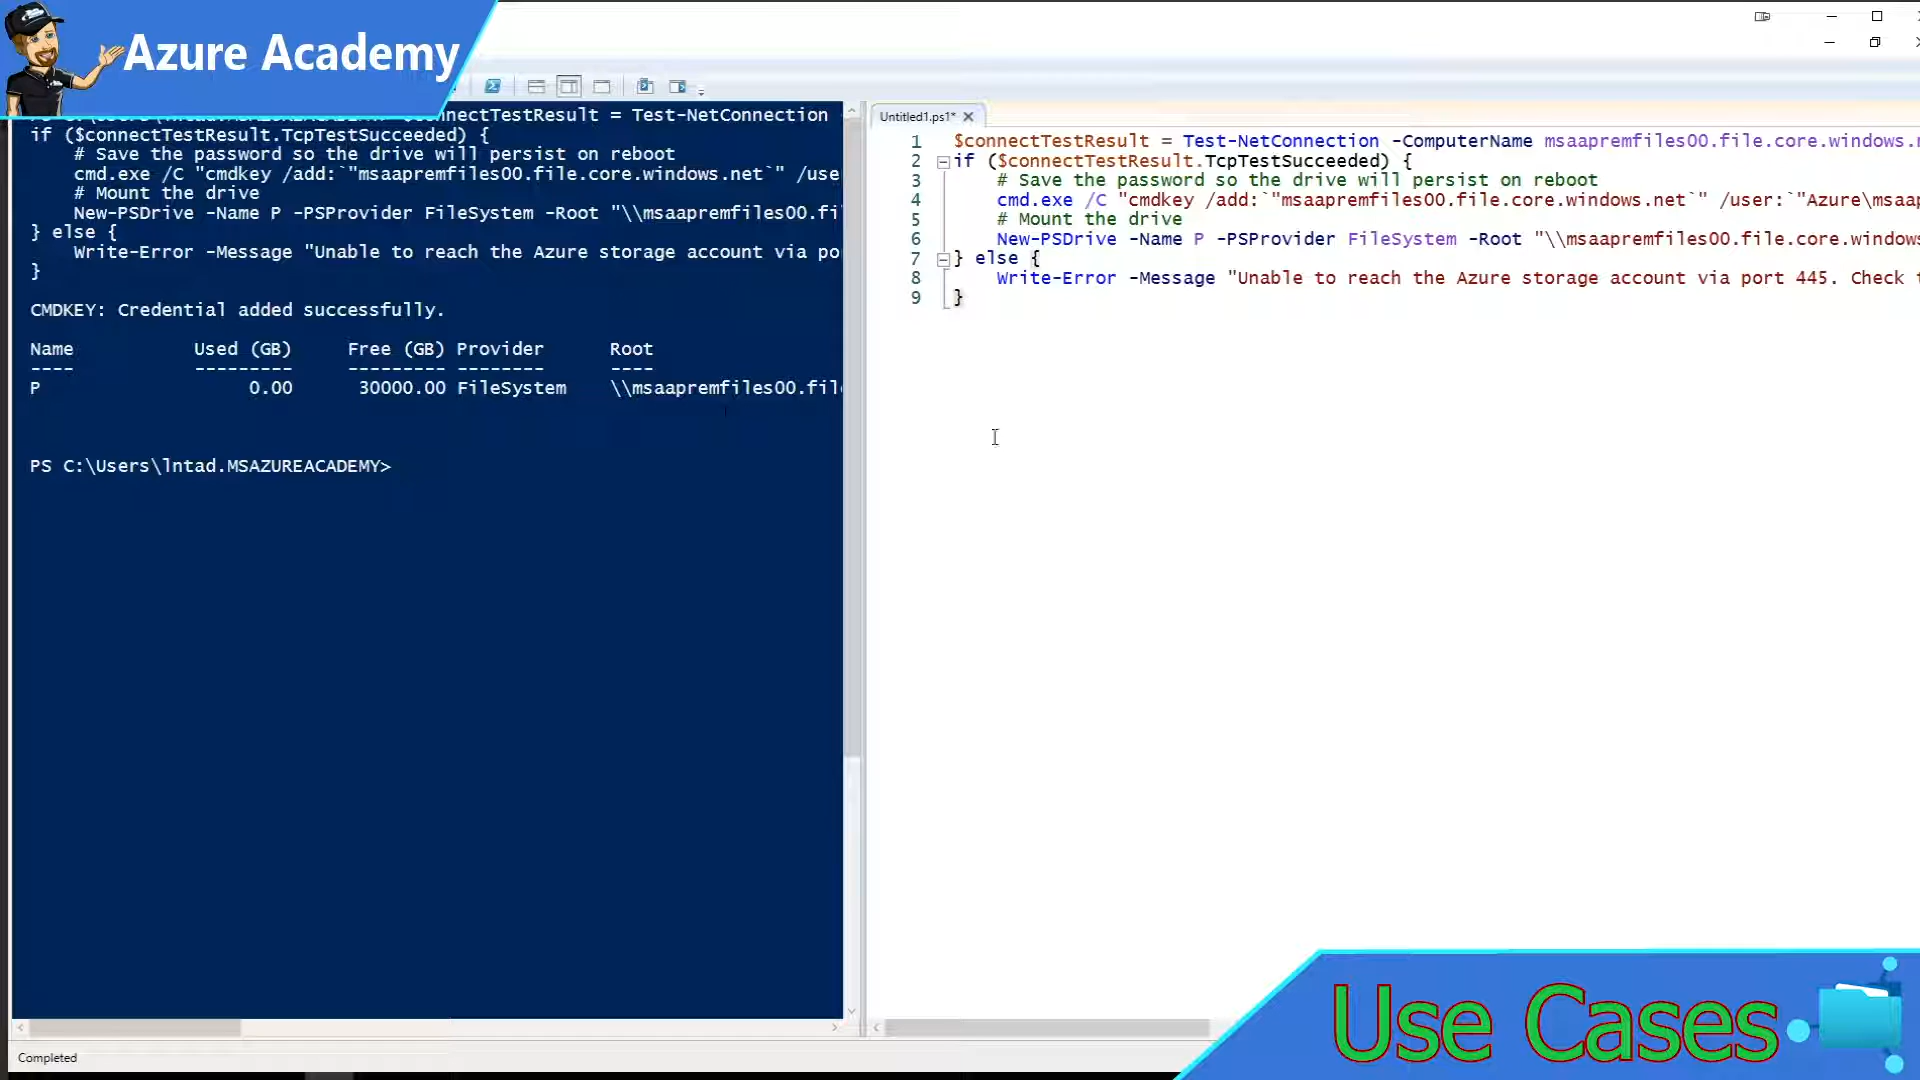 Azure Academy
nnectTestResult = Test-NetConnection
if ($connectTestResult.TcpTestSucceeded) {
# Save the password so the drive will persist on reboot
cmd.exe /C "cmdkey /add:`"msaapremfiles00.file.core.windows.net`" /use
# Mount the drive
New-PSDrive -Name P -PSProvider FileSystem -Root "\\msaapremfiles00.fi
} else {
Write-Error -Message "Unable to reach the Azure storage account via po
}
CMDKEY: Credential added successfully.
Name Used (GB) Free (GB) Provider Root
---- --------- --------- -------- ----
P 0.00 30000.00 FileSystem \\msaapremfiles00.fil
PS C:\Users\lntad.MSAZUREACADEMY>
Completed
Untitled1.ps1*
1 $connectTestResult = Test-NetConnection -ComputerName msaapremfiles00.file.core.windows.
2 if ($connectTestResult.TcpTestSucceeded) {
3 # Save the password so the drive will persist on reboot
4 cmd.exe /C "cmdkey /add:`"msaapremfiles00.file.core.windows.net`" /user:`"Azure\msaap
5 # Mount the drive
6 New-PSDrive -Name P -PSProvider FileSystem -Root "\\msaapremfiles00.file.core.windows
7 } else {
8 Write-Error -Message "Unable to reach the Azure storage account via port 445. Check
9 }
Use Cases